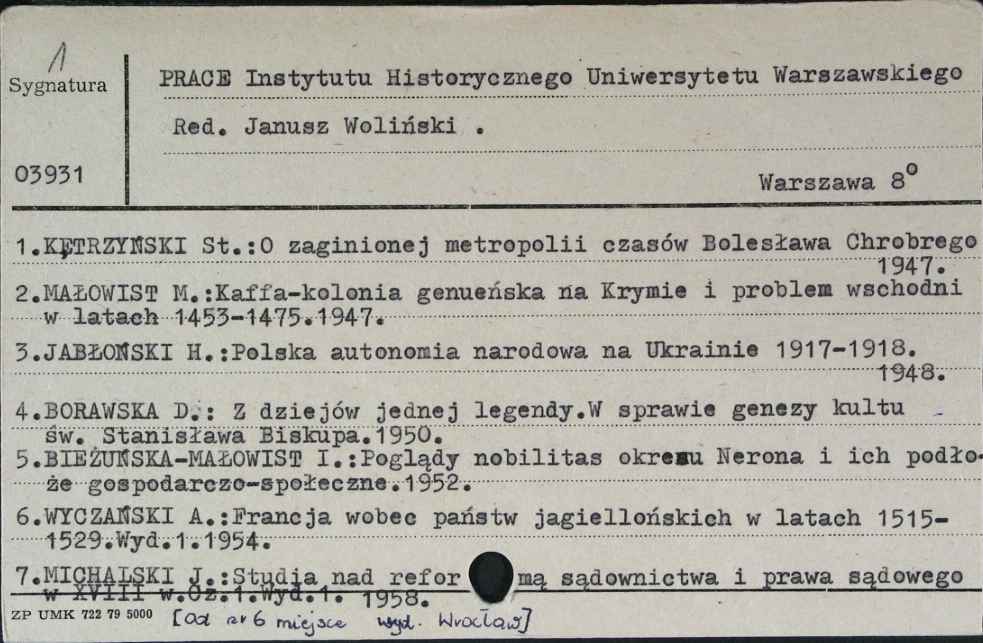 1
Sygnatura
PRACE Instytutu Historycznego Uniwersytetu Warszawskiego
Red. Janusz Woliński .
03931
Warszawa 8°
1.KĘTRZYŃSKI St.:O zaginionej metropolii czasów Bolesława Chrobrego
1947.
2.MAŁOWIST M.:Kaffa-kolonia genueńska na Krymie i problem wschodni
w latach 1453-1475.1947.
3.JABŁOŃSKI H.:Polska autonomia narodowa na Ukrainie 1917-1918.
1948.
4.BORAWSKA D.: Z dziejów jednej legendy.W sprawie genezy kultu
św. Stanisława Biskupa.1950.
5.BIEŻUŃSKA-MAŁOWIST I.:Poglądy nobilitas okresu Nerona i ich podło-
że gospodarczo-społeczne.1952.
6.WYCZAŃSKI A.:Francja wobec państw jagiellońskich w latach 1515-
1529.Wyd.1.1954.
7.MICHALSKI J.:Studia nad refor mą sądownictwa i prawa sądowego
w XVIII w.Cz.1.Wyd.1. 1958.
ZP UMK 722 79 5000 [Od nr 6 miejsce wyd. Wrocław]